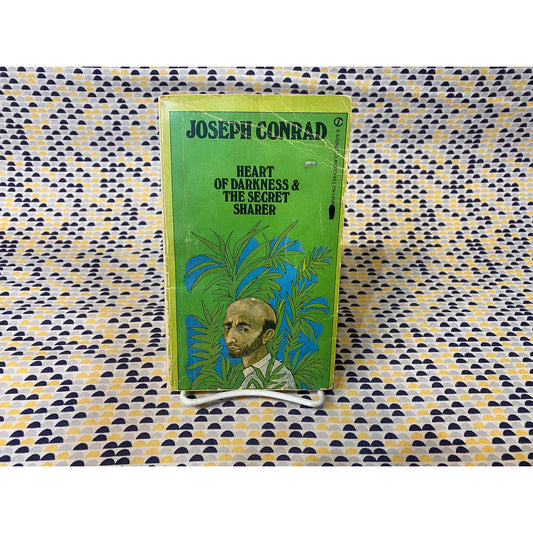 JOSEPH CONRAD
HEART
OF DARKNESS &
THE SECRET
SHARER